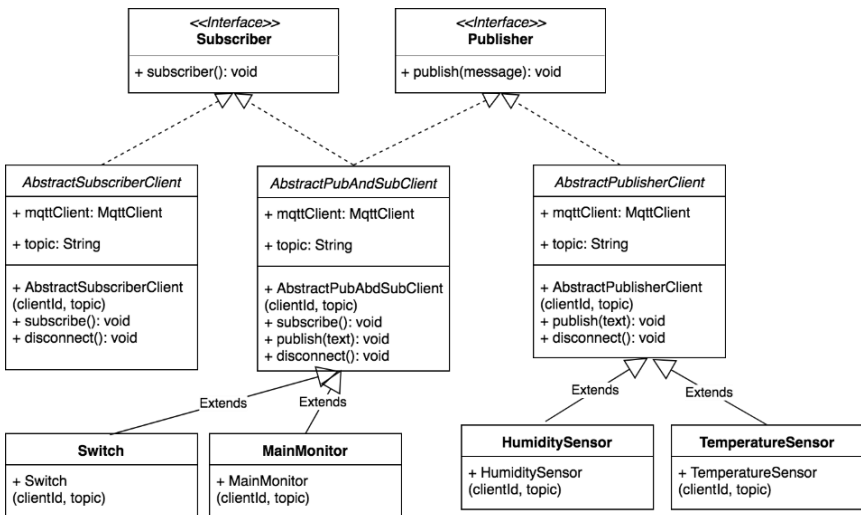 <<Interface>>
Subscriber
+ subscriber(): void
<<Interface>>
Publisher
+ publish(message): void
AbstractSubscriberClient
+ mqttClient: MqttClient
+ topic: String
+ AbstractSubscriberClient
(clientId, topic)
+ subscribe(): void
+ disconnect(): void
AbstractPubAndSubClient
+ mqttClient: MqttClient
+ topic: String
+ AbstractPubAbdSubClient
(clientId, topic)
+ subscribe(): void
+ publish(text): void
+ disconnect(): void
AbstractPublisherClient
+ mqttClient: MqttClient
+ topic: String
+ AbstractPublisherClient
(clientId, topic)
+ publish(text): void
+ disconnect(): void
Extends
Extends
Extends
Extends
Switch
+ Switch
(clientId, topic)
MainMonitor
+ MainMonitor
(clientId, topic)
HumiditySensor
+ HumiditySensor
(clientId, topic)
TemperatureSensor
+ TemperatureSensor
(clientId, topic)